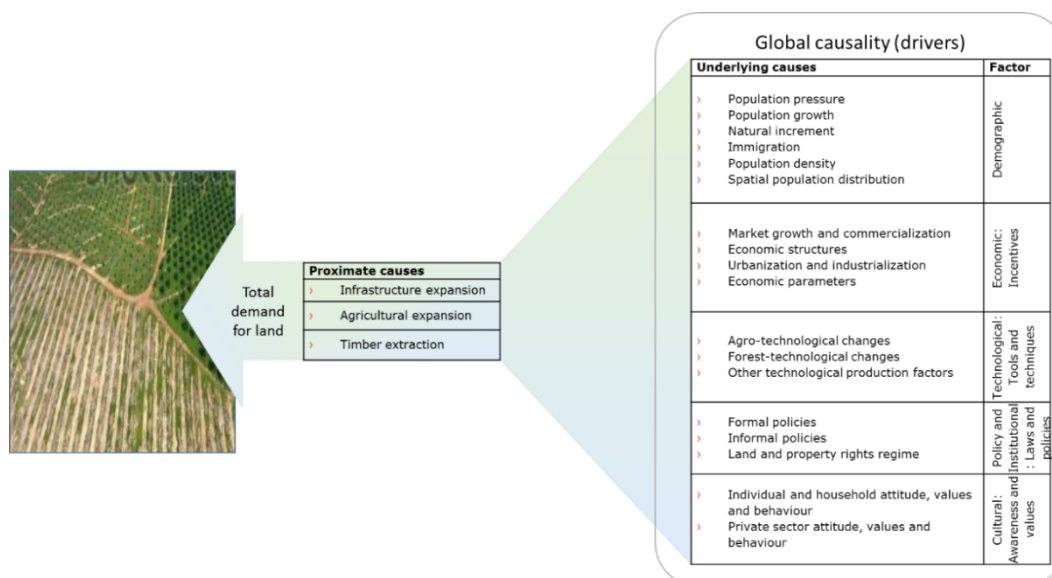 Global causality (drivers)
Underlying causes
Factor
› Population pressure
› Population growth
› Natural increment
› Immigration
› Population density
› Spatial population distribution
Demographic
› Market growth and commercialization
› Economic structures
› Urbanization and industrialization
› Economic parameters
Economic:
Incentives
› Agro-technological changes
› Forest-technological changes
› Other technological production factors
Technological:
Tools and
techniques
› Formal policies
› Informal policies
› Land and property rights regime
Policy and
Institutional
: Laws and
policies
› Individual and household attitude, values
and behaviour
› Private sector attitude, values and
behaviour
Cultural:
Awareness and
values
Proximate causes
› Infrastructure expansion
› Agricultural expansion
› Timber extraction
Total
demand
for land